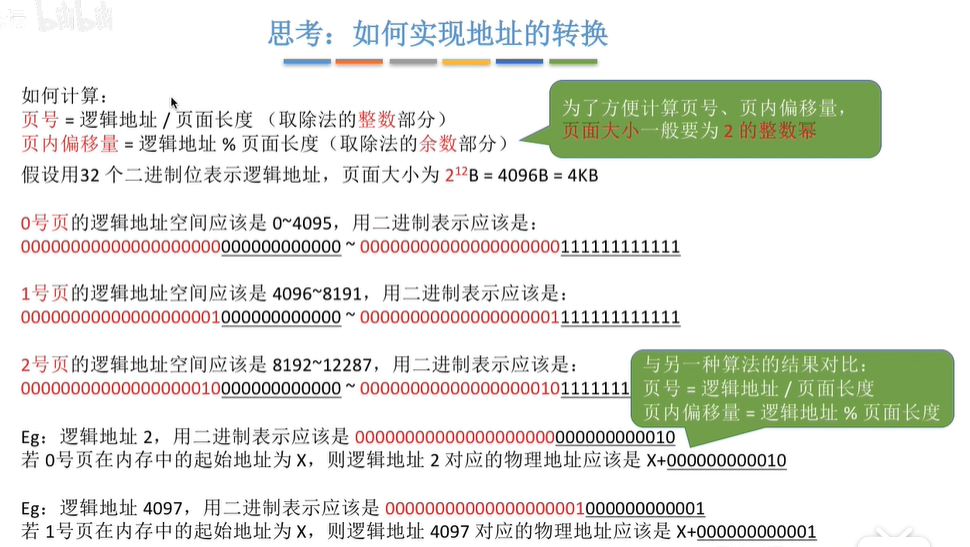 bilibili
思考：如何实现地址的转换
如何计算：
页号 = 逻辑地址 / 页面长度 （取除法的整数部分）
页内偏移量 = 逻辑地址 % 页面长度（取除法的余数部分）
为了方便计算页号、页内偏移量，
页面大小一般要为 2 的整数幂
假设用32 个二进制位表示逻辑地址，页面大小为 2¹²B = 4096B = 4KB
0号页的逻辑地址空间应该是 0~4095，用二进制表示应该是：
00000000000000000000000000000000 ~ 00000000000000000000111111111111
1号页的逻辑地址空间应该是 4096~8191，用二进制表示应该是：
00000000000000000001000000000000 ~ 00000000000000000001111111111111
2号页的逻辑地址空间应该是 8192~12287，用二进制表示应该是：
00000000000000000010000000000000 ~ 000000000000000000101111111
与另一种算法的结果对比：
页号 = 逻辑地址 / 页面长度
页内偏移量 = 逻辑地址 % 页面长度
Eg：逻辑地址 2，用二进制表示应该是 00000000000000000000000000000010
若 0号页在内存中的起始地址为 X，则逻辑地址 2 对应的物理地址应该是 X+000000000010
Eg：逻辑地址 4097，用二进制表示应该是 00000000000000000001000000000001
若 1号页在内存中的起始地址为 X，则逻辑地址 4097 对应的物理地址应该是 X+000000000001